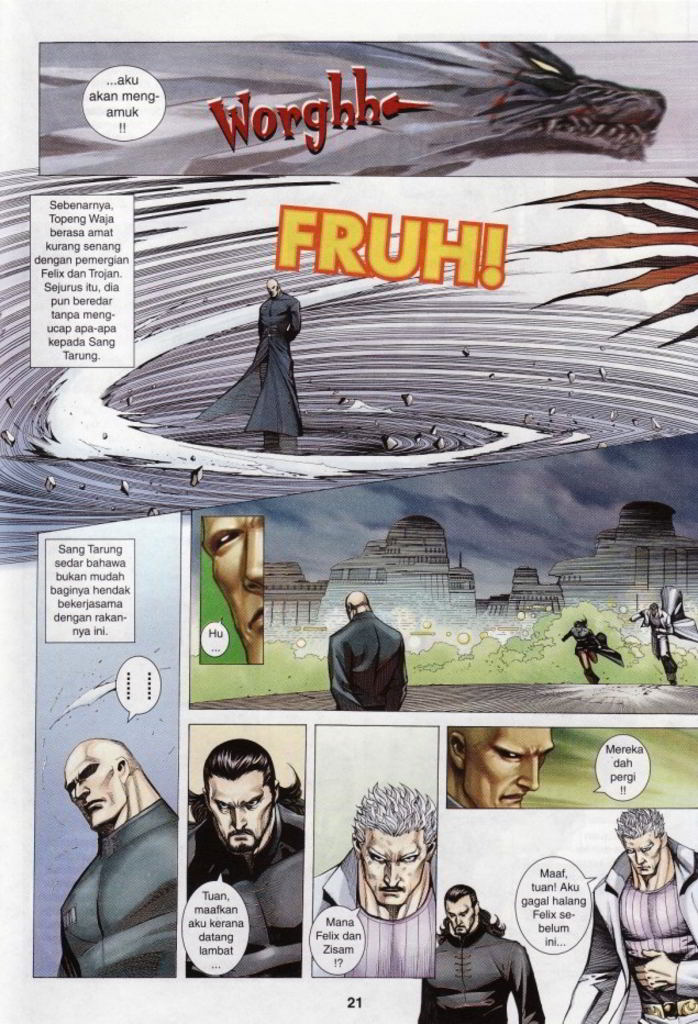 ...aku
akan meng-
amuk
!!
Worghh
Sebenarnya,
Topeng Waja
berasa amat
kurang senang
dengan pemergian
Felix dan Trojan.
Sejurus itu, dia
pun beredar
tanpa meng-
ucap apa-apa
kepada Sang
Tarung.
FRUH!
Sang Tarung
sedar bahawa
bukan mudah
baginya hendak
bekerjasama
dengan rakan-
nya ini.
Hu
...
......
Tuan,
maafkan
aku kerana
datang
lambat
...
Mana
Felix dan
Zisam
!?
Mereka
dah
pergi
!!
Maaf,
tuan! Aku
gagal halang
Felix se-
belum
ini...
21